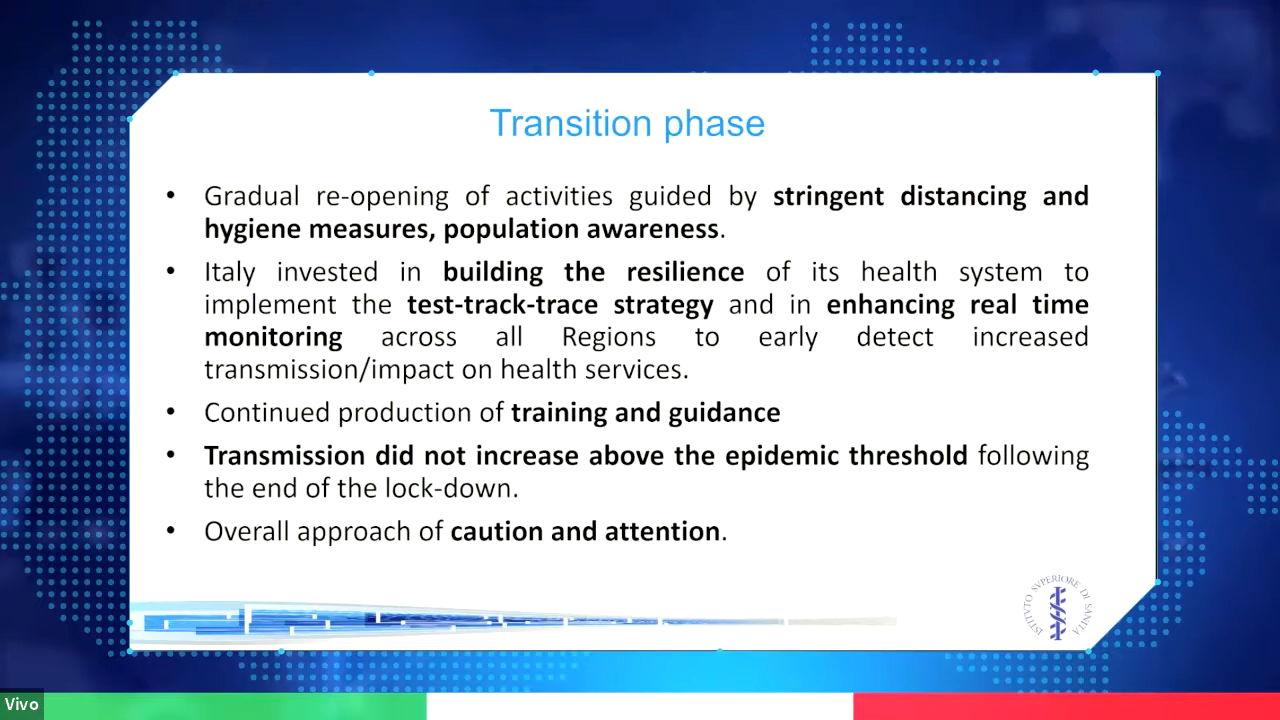 Transition phase
• Gradual re-opening of activities guided by stringent distancing and
hygiene measures, population awareness.
• Italy invested in building the resilience of its health system to
implement the test-track-trace strategy and in enhancing real time
monitoring across all Regions to early detect increased
transmission/impact on health services.
• Continued production of training and guidance
• Transmission did not increase above the epidemic threshold following
the end of the lock-down.
• Overall approach of caution and attention.
ISTITVTO SVPERIORE DI SANITÀ
Vivo